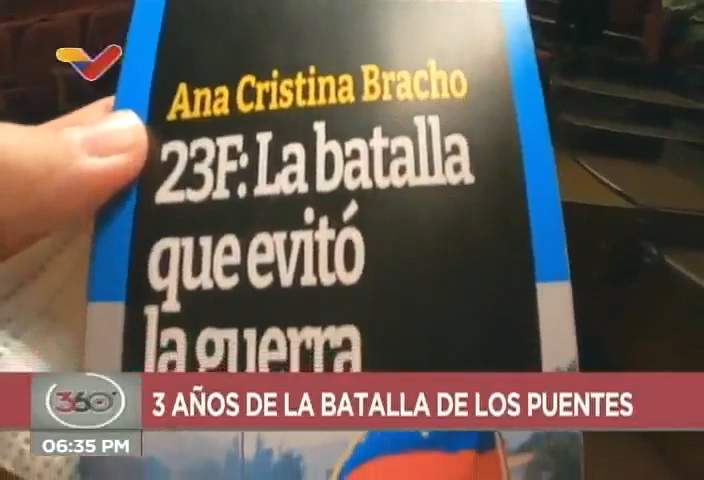 Ana Cristina Bracho
23F: La batalla
que evitó
la guerra
360°
3 AÑOS DE LA BATALLA DE LOS PUENTES
06:35 PM